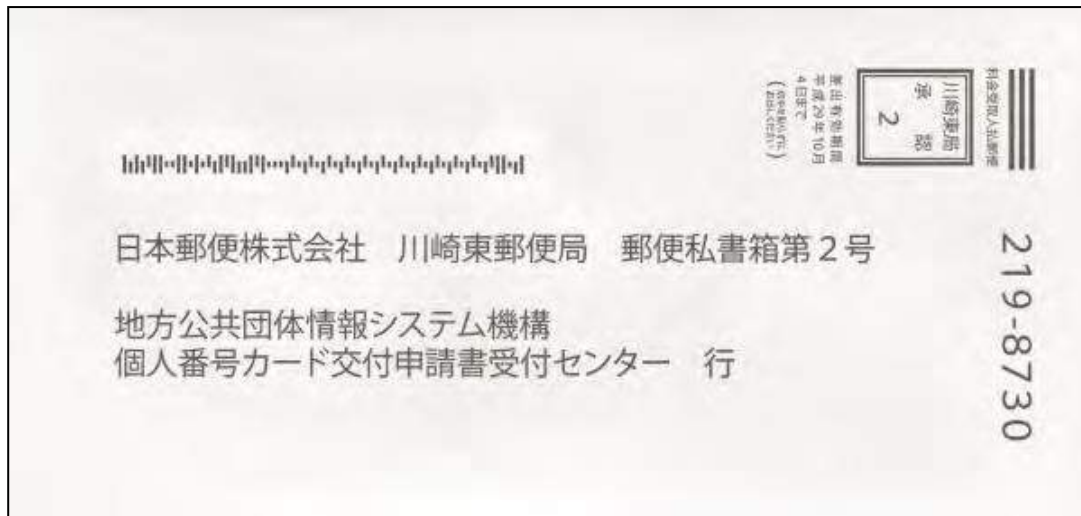 料金受取人払郵便
川崎東局
承認
2
差出有効期限
平成29年10月
4日まで
219-8730
日本郵便株式会社　川崎東郵便局　郵便私書箱第２号
地方公共団体情報システム機構
個人番号カード交付申請書受付センター　行